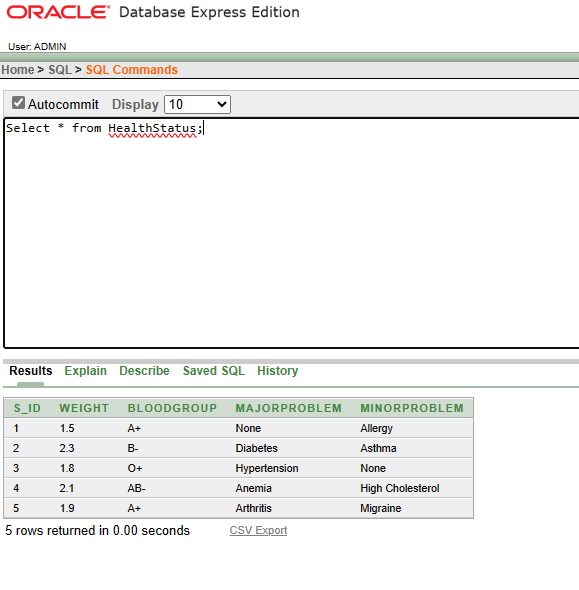 ORACLE® Database Express Edition
User: ADMIN
Home > SQL > SQL Commands
Autocommit Display 10
Select * from HealthStatus;
Results Explain Describe Saved SQL History
S_ID WEIGHT BLOODGROUP MAJORPROBLEM MINORPROBLEM
1 1.5 A+ None Allergy
2 2.3 B- Diabetes Asthma
3 1.8 O+ Hypertension None
4 2.1 AB- Anemia High Cholesterol
5 1.9 A+ Arthritis Migraine
5 rows returned in 0.00 seconds CSV Export